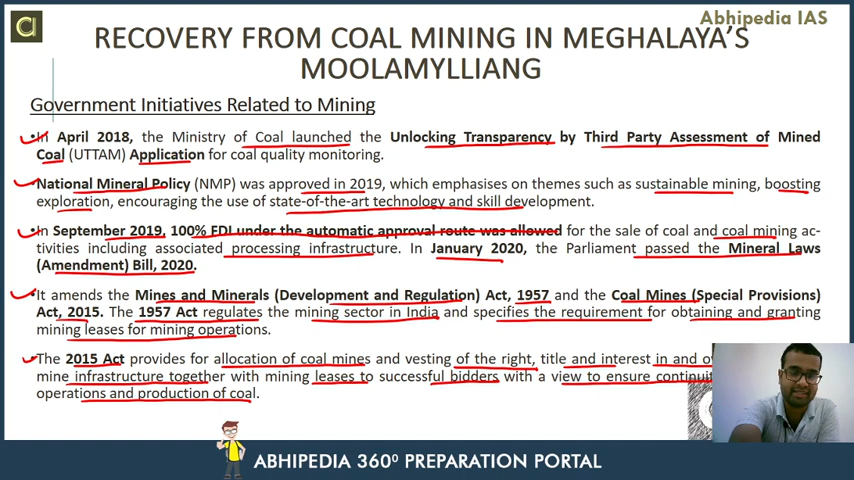 Abhipedia IAS
RECOVERY FROM COAL MINING IN MEGHALAYA'S
MOOLAMYLLIANG
Government Initiatives Related to Mining
•In April 2018, the Ministry of Coal launched the Unlocking Transparency by Third Party Assessment of Mined
Coal (UTTAM) Application for coal quality monitoring.
•National Mineral Policy (NMP) was approved in 2019, which emphasises on themes such as sustainable mining, boosting
exploration, encouraging the use of state-of-the-art technology and skill development.
•In September 2019, 100% FDI under the automatic approval route was allowed for the sale of coal and coal mining ac-
tivities including associated processing infrastructure. In January 2020, the Parliament passed the Mineral Laws
(Amendment) Bill, 2020.
•It amends the Mines and Minerals (Development and Regulation) Act, 1957 and the Coal Mines (Special Provisions)
Act, 2015. The 1957 Act regulates the mining sector in India and specifies the requirement for obtaining and granting
mining leases for mining operations.
•The 2015 Act provides for allocation of coal mines and vesting of the right, title and interest in and
mine infrastructure together with mining leases to successful bidders with a view to ensure
operations and production of coal.
ABHIPEDIA 360⁰ PREPARATION PORTAL